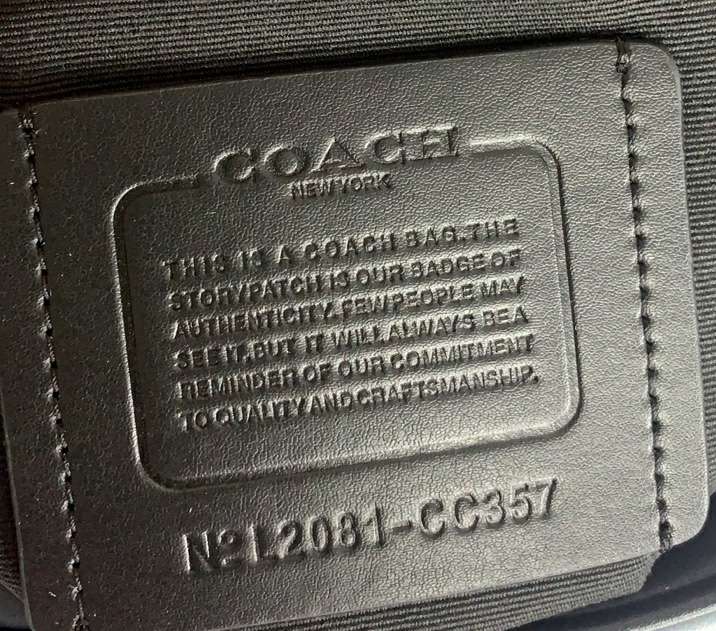 COACH
NEW YORK
THIS IS A COACH BAG. THE
STORYPATCH IS OUR BADGE OF
AUTHENTICITY. FEW PEOPLE MAY
SEE IT, BUT IT WILL ALWAYS BE A
REMINDER OF OUR COMMITMENT
TO QUALITY AND CRAFTSMANSHIP.
Nº L2081-CC357